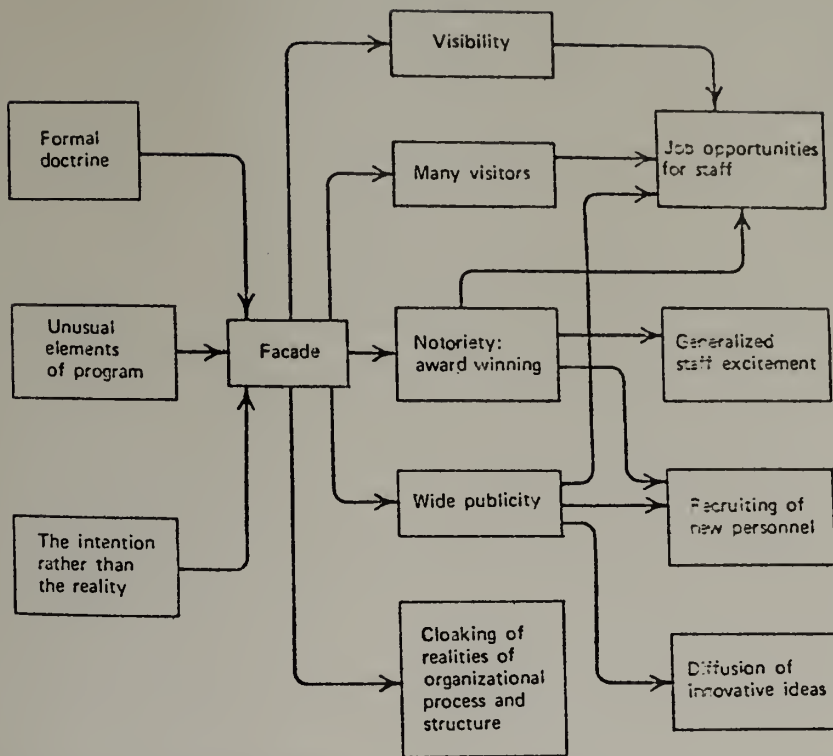 Visibility
Formal
doctrine
Job opportunities
for staff
Many visitors
Unusual
elements
of program
Facade
Notoriety:
award winning
Generalized
staff excitement
Wide publicity
Recruiting of
new personnel
The intention
rather than
the reality
Cloaking of
realities of
organizational
process and
structure
Diffusion of
innovative ideas